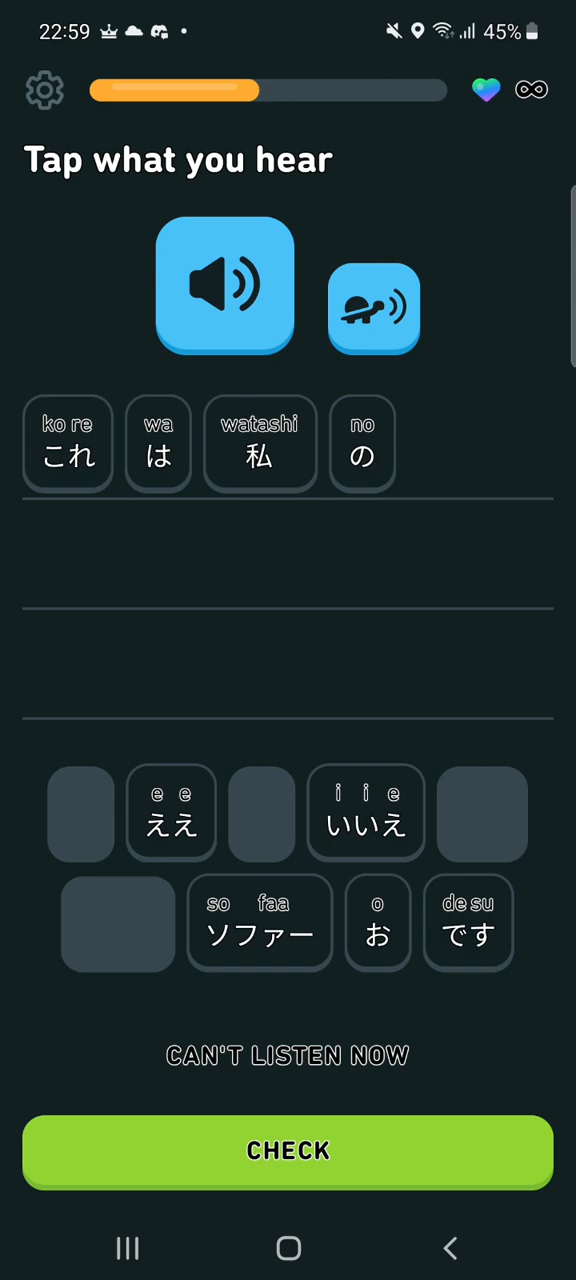 22:59 45%
Tap what you hear
ko re wa watashi no
これ は 私 の
e e i i e
ええ いいえ
so faa o de su
ソファー お です
CAN'T LISTEN NOW
CHECK